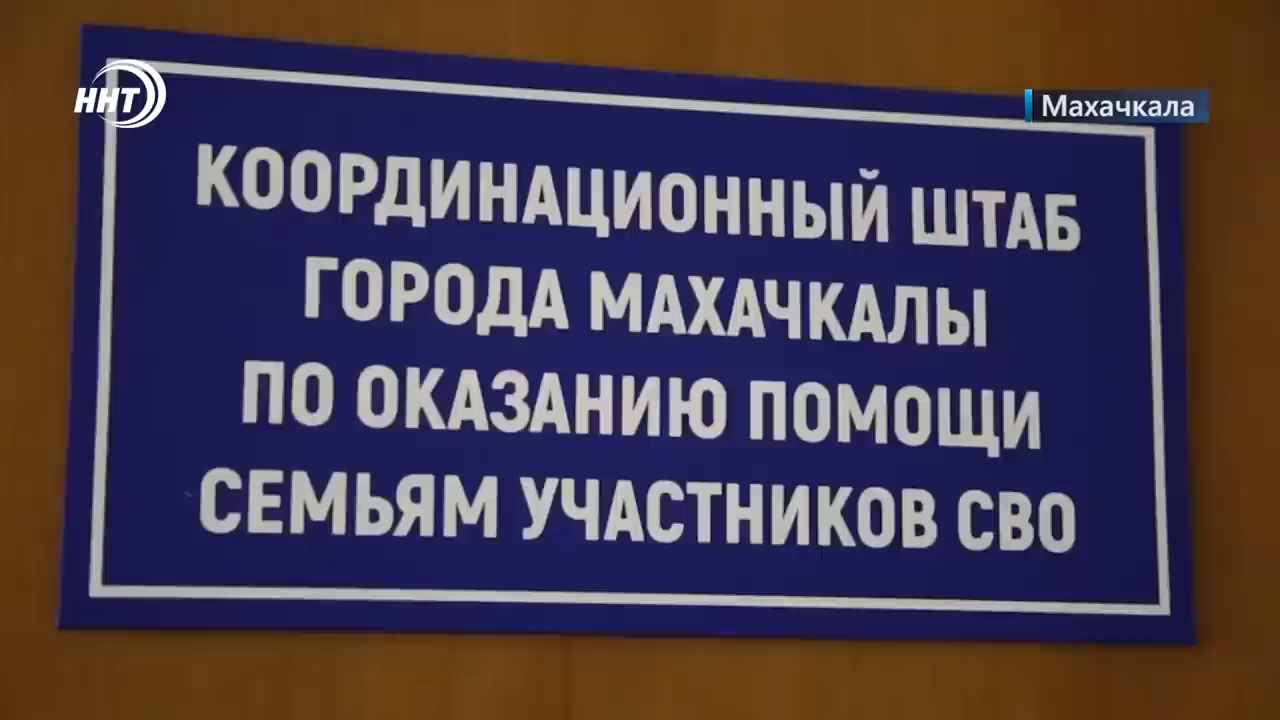 ННТ
Махачкала
КООРДИНАЦИОННЫЙ ШТАБ
ГОРОДА МАХАЧКАЛЫ
ПО ОКАЗАНИЮ ПОМОЩИ
СЕМЬЯМ УЧАСТНИКОВ СВО